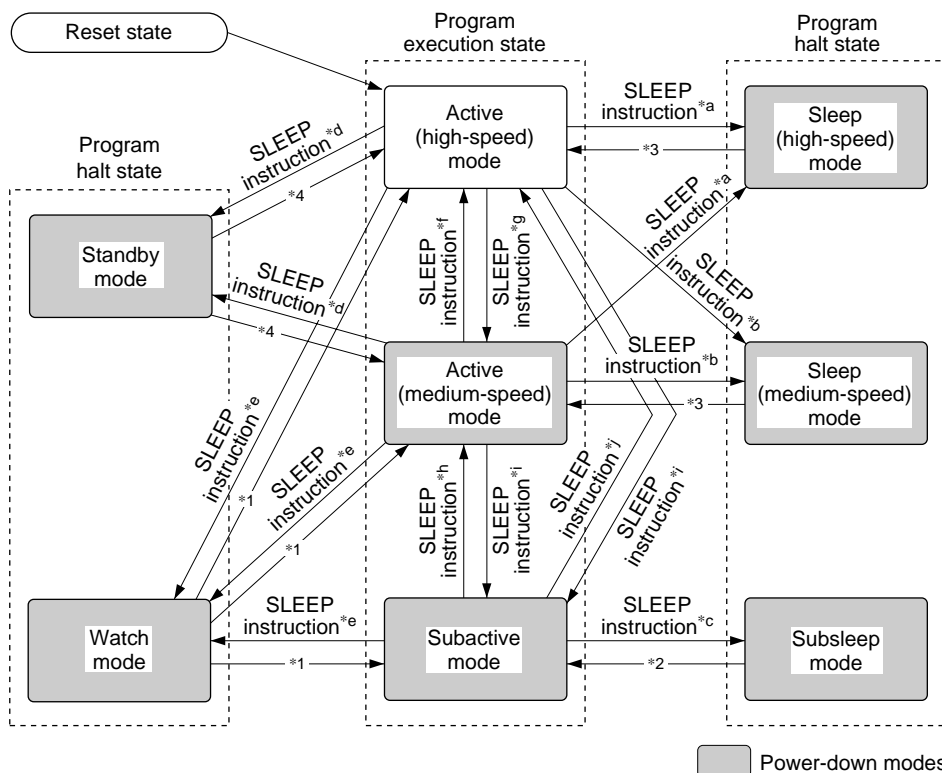 Reset state
Program
execution state
Program
halt state
Program
halt state
Active
(high-speed)
mode
SLEEP
instruction*a
*3
Sleep
(high-speed)
mode
SLEEP
instruction*d
*4
Standby
mode
SLEEP
instruction*d
*4
SLEEP
instruction*f
SLEEP
instruction*g
SLEEP
instruction*a
SLEEP
instruction*b
Active
(medium-speed)
mode
SLEEP
instruction*b
*3
Sleep
(medium-speed)
mode
SLEEP
instruction*e
*1
SLEEP
instruction*e
*1
SLEEP
instruction*h
SLEEP
instruction*i
SLEEP
instruction*j
SLEEP
instruction*i
Watch
mode
SLEEP
instruction*e
*1
Subactive
mode
SLEEP
instruction*c
*2
Subsleep
mode
Power-down modes